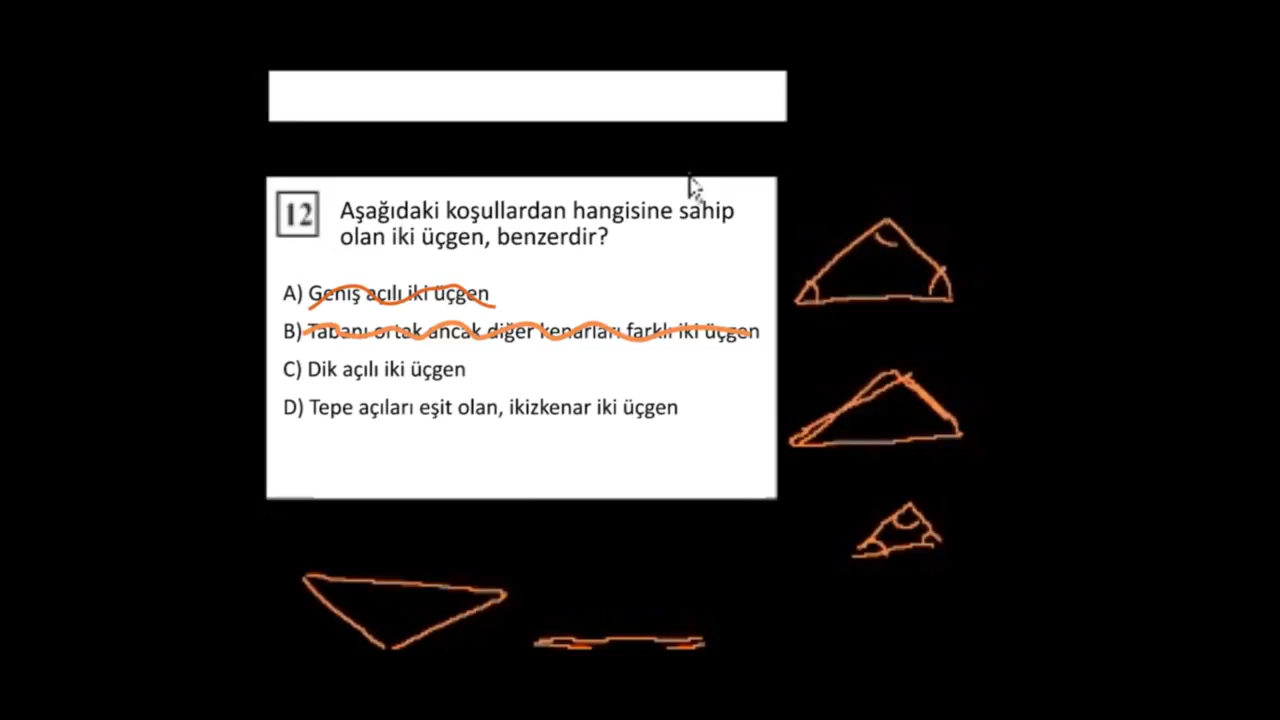 12 Aşağıdaki koşullardan hangisine sahip
olan iki üçgen, benzerdir?
A) Geniş açılı iki üçgen
B) Tabanı ortak ancak diğer kenarları farklı iki üçgen
C) Dik açılı iki üçgen
D) Tepe açıları eşit olan, ikizkenar iki üçgen